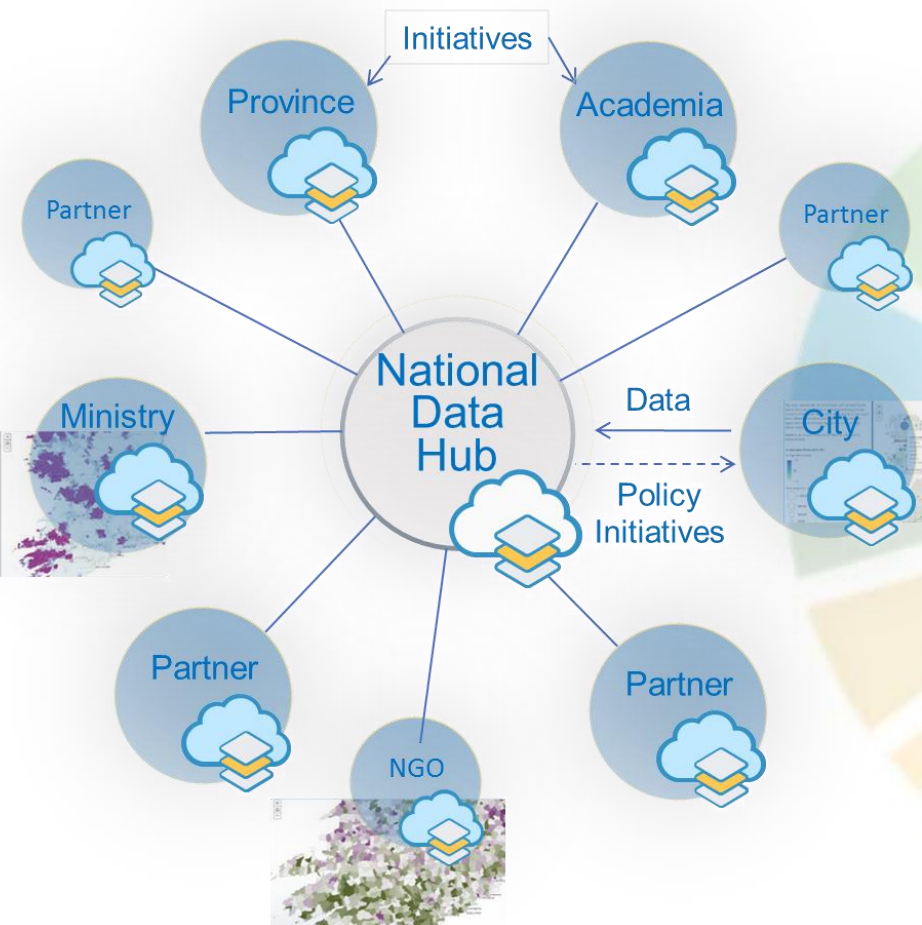 Initiatives
Province
Academia
Partner
Partner
National
Data
Hub
Ministry
Data
City
Policy
Initiatives
Partner
Partner
NGO